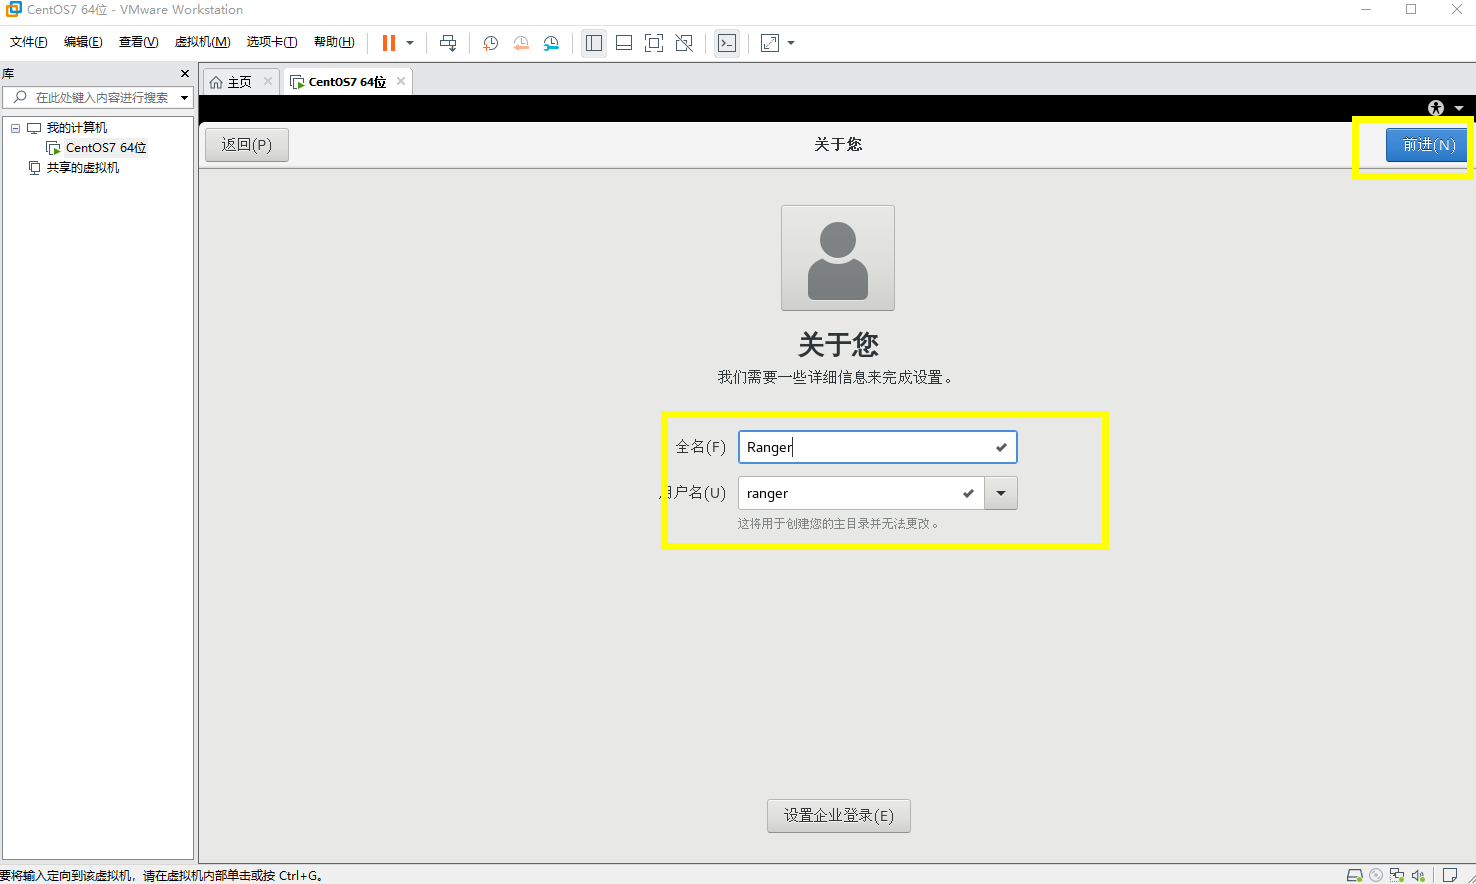 CentOS7 64位 - VMware Workstation
文件(F) 编辑(E) 查看(V) 虚拟机(M) 选项卡(T) 帮助(H)
库
主页
CentOS7 64位
在此处键入内容进行搜索
我的计算机
CentOS7 64位
共享的虚拟机
返回(P)
关于您
前进(N)
关于您
我们需要一些详细信息来完成设置。
全名(F) Ranger
用户名(U) ranger
这将用于创建您的主目录并无法更改。
设置企业登录(E)
要将输入定向到该虚拟机，请在虚拟机内部单击或按 Ctrl+G。